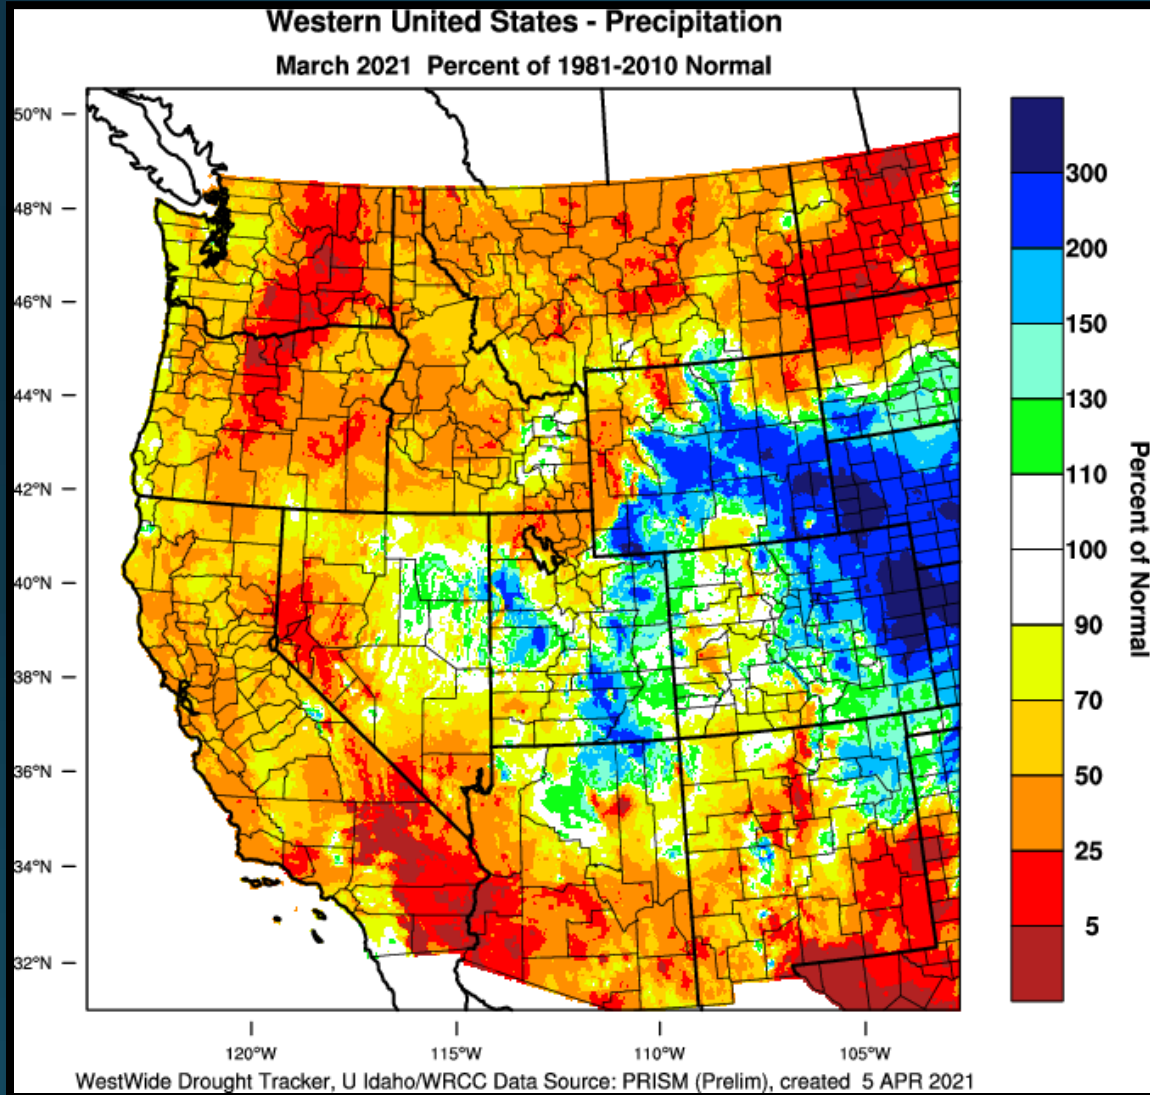 Western United States - Precipitation
March 2021 Percent of 1981-2010 Normal
50°N
48°N
46°N
44°N
42°N
40°N
38°N
36°N
34°N
32°N
120°W
115°W
110°W
105°W
300
200
150
130
110
100
90
70
50
25
5
Percent of Normal
WestWide Drought Tracker, U Idaho/WRCC Data Source: PRISM (Prelim), created 5 APR 2021